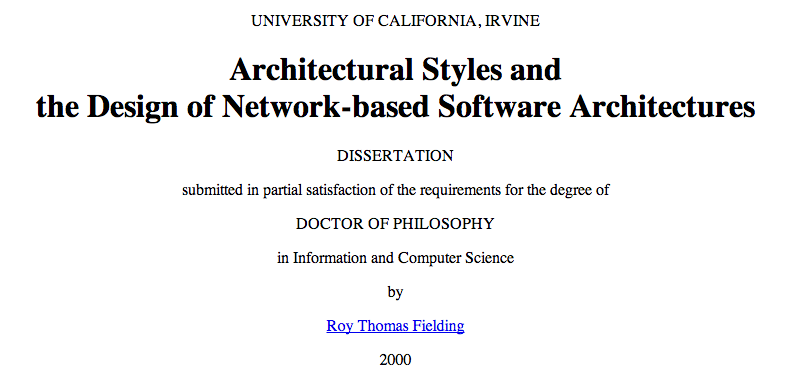 UNIVERSITY OF CALIFORNIA, IRVINE
Architectural Styles and
the Design of Network-based Software Architectures
DISSERTATION
submitted in partial satisfaction of the requirements for the degree of
DOCTOR OF PHILOSOPHY
in Information and Computer Science
by
Roy Thomas Fielding
2000